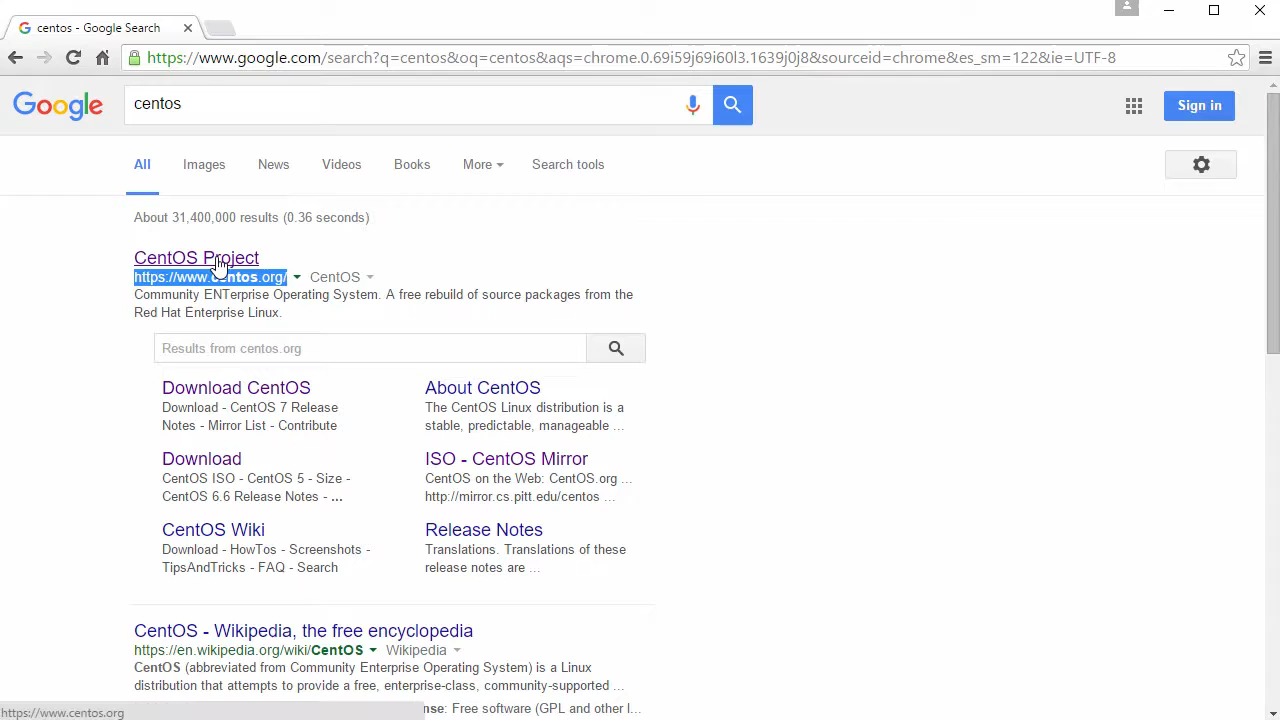 centos - Google Search
https://www.google.com/search?q=centos&oq=centos&aqs=chrome.0.69i59j69i60l3.1639j0j8&sourceid=chrome&es_sm=122&ie=UTF-8
Google
centos
Sign in
All Images News Videos Books More Search tools
About 31,400,000 results (0.36 seconds)
CentOS Project
https://www.centos.org/ CentOS
Community ENTerprise Operating System. A free rebuild of source packages from the
Red Hat Enterprise Linux.
Results from centos.org
Download CentOS
Download - CentOS 7 Release
Notes - Mirror List - Contribute
About CentOS
The CentOS Linux distribution is a
stable, predictable, manageable ...
Download
CentOS ISO - CentOS 5 - Size -
CentOS 6.6 Release Notes - ...
ISO - CentOS Mirror
CentOS on the Web: CentOS.org ...
http://mirror.cs.pitt.edu/centos ...
CentOS Wiki
Download - HowTos - Screenshots -
TipsAndTricks - FAQ - Search
Release Notes
Translations. Translations of these
release notes are ...
CentOS - Wikipedia, the free encyclopedia
https://en.wikipedia.org/wiki/CentOS Wikipedia
CentOS (abbreviated from Community Enterprise Operating System) is a Linux
distribution that attempts to provide a free, enterprise-class, community-supported ...
nse: Free software (GPL and other l...
https://www.centos.org